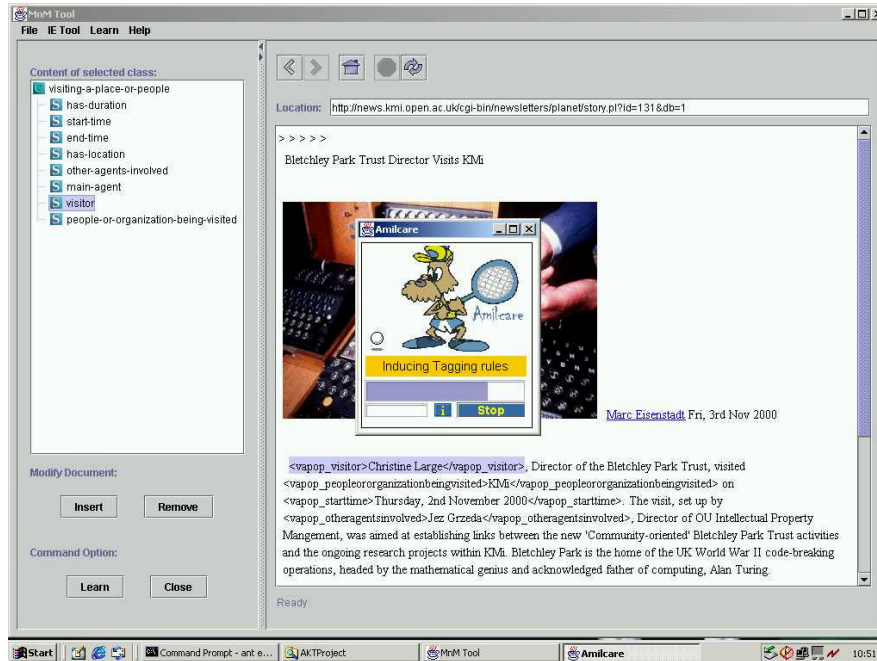 MnM Tool
File IE Tool Learn Help
Content of selected class:
visiting-a-place-or-people
S has-duration
S start-time
S end-time
S has-location
S other-agents-involved
S main-agent
S visitor
S people-or-organization-being-visited
Modify Document:
Insert Remove
Command Option:
Learn Close
Location: http://news.kmi.open.ac.uk/cgi-bin/newsletters/planet/story.pl?id=131&db=1
> > > > >
Bletchley Park Trust Director Visits KMi
Amilcare
Amilcare
Inducing Tagging rules
i Stop
Marc Eisenstadt Fri, 3rd Nov 2000
<vapop_visitor>Christine Large</vapop_visitor>, Director of the Bletchley Park Trust, visited
<vapop_peopleororganizationbeingvisited>KMi</vapop_peopleororganizationbeingvisited> on
<vapop_starttime>Thursday, 2nd November 2000</vapop_starttime>. The visit, set up by
<vapop_otheragentsinvolved>Jez Grzeda</vapop_otheragentsinvolved>, Director of OU Intellectual Property
Mangement, was aimed at establishing links between the new 'Community-oriented' Bletchley Park Trust activities
and the ongoing research projects within KMi. Bletchley Park is the home of the UK World War II code-breaking
operations, headed by the mathematical genius and acknowledged father of computing, Alan Turing.
Ready
Start Command Prompt - ant e... AKTProject MnM Tool Amilcare 10:51